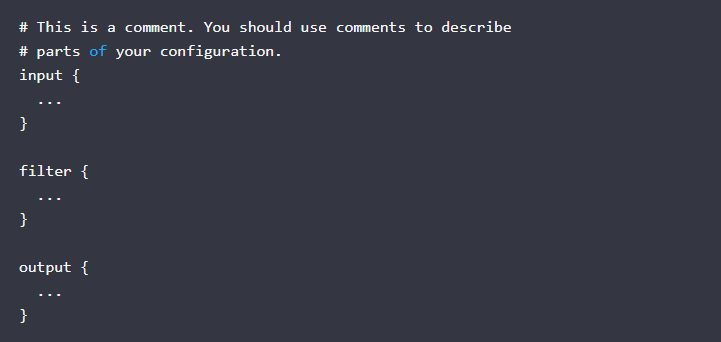 # This is a comment. You should use comments to describe
# parts of your configuration.
input {
  ...
}

filter {
  ...
}

output {
  ...
}